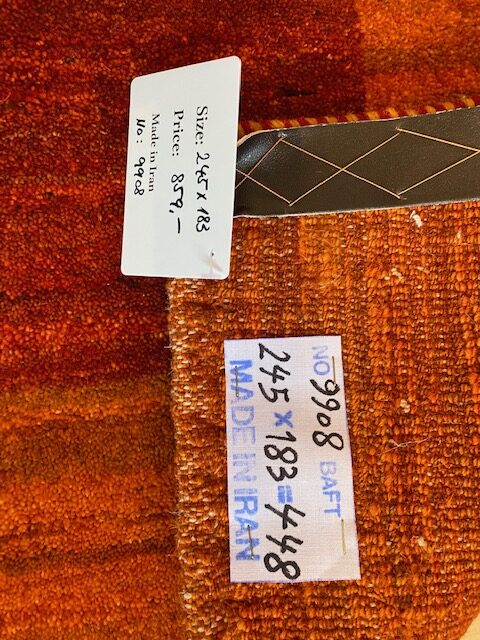 Size: 245 x 183
Price: 859,-
Made in Iran
No: 9908
NO 9908 BAFT
245 X 183 = 448
MADE IN IRAN